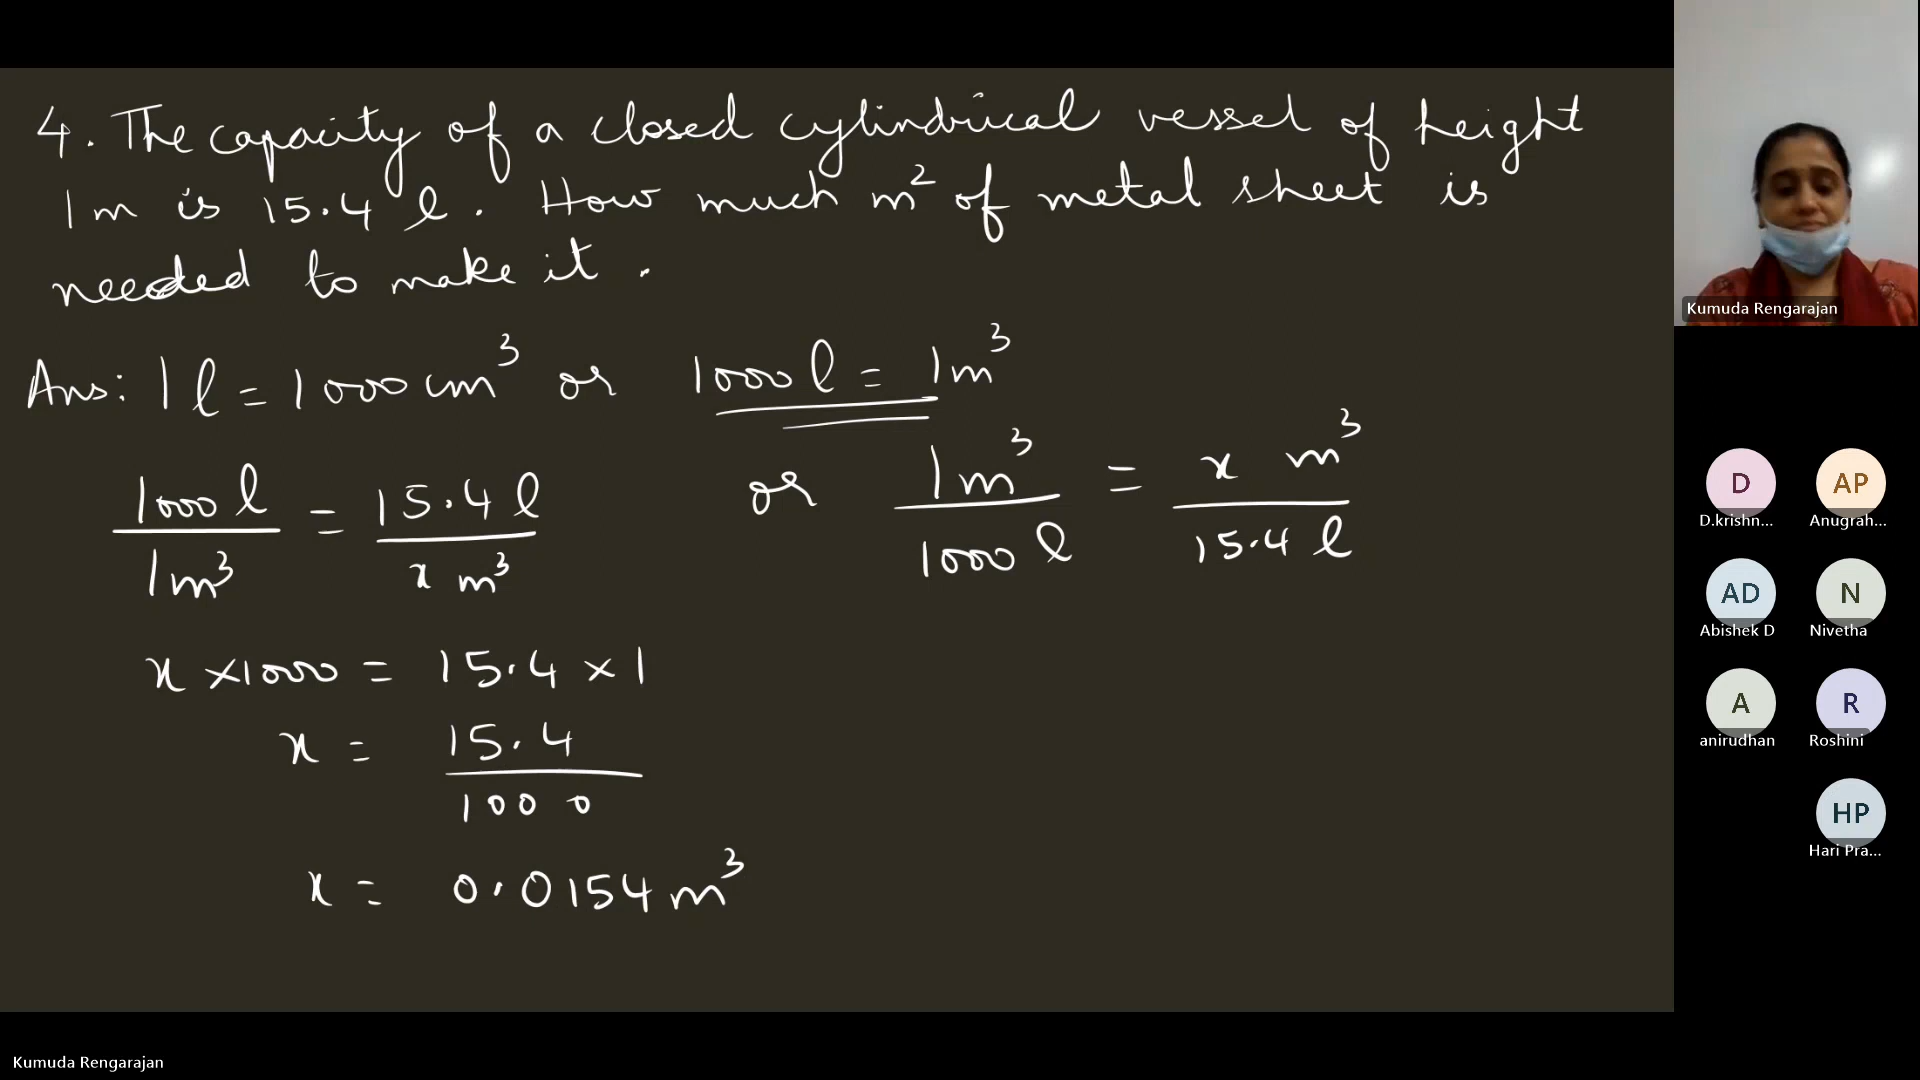 4. The capacity of a closed cylindrical vessel of height
1m is 15.4 l. How much m² of metal sheet is
needed to make it.
Ans: 1 l = 1000 cm³ or 1000 l = 1m³
1000 l / 1m³ = 15.4 l / x m³ or 1m³ / 1000 l = x m³ / 15.4 l
x × 1000 = 15.4 × 1
x = 15.4 / 1000
x = 0.0154 m³
Kumuda Rengarajan
D
D.krishn...
AP
Anugrah...
AD
Abishek D
N
Nivetha
A
anirudhan
R
Roshini
HP
Hari Pra...
Kumuda Rengarajan